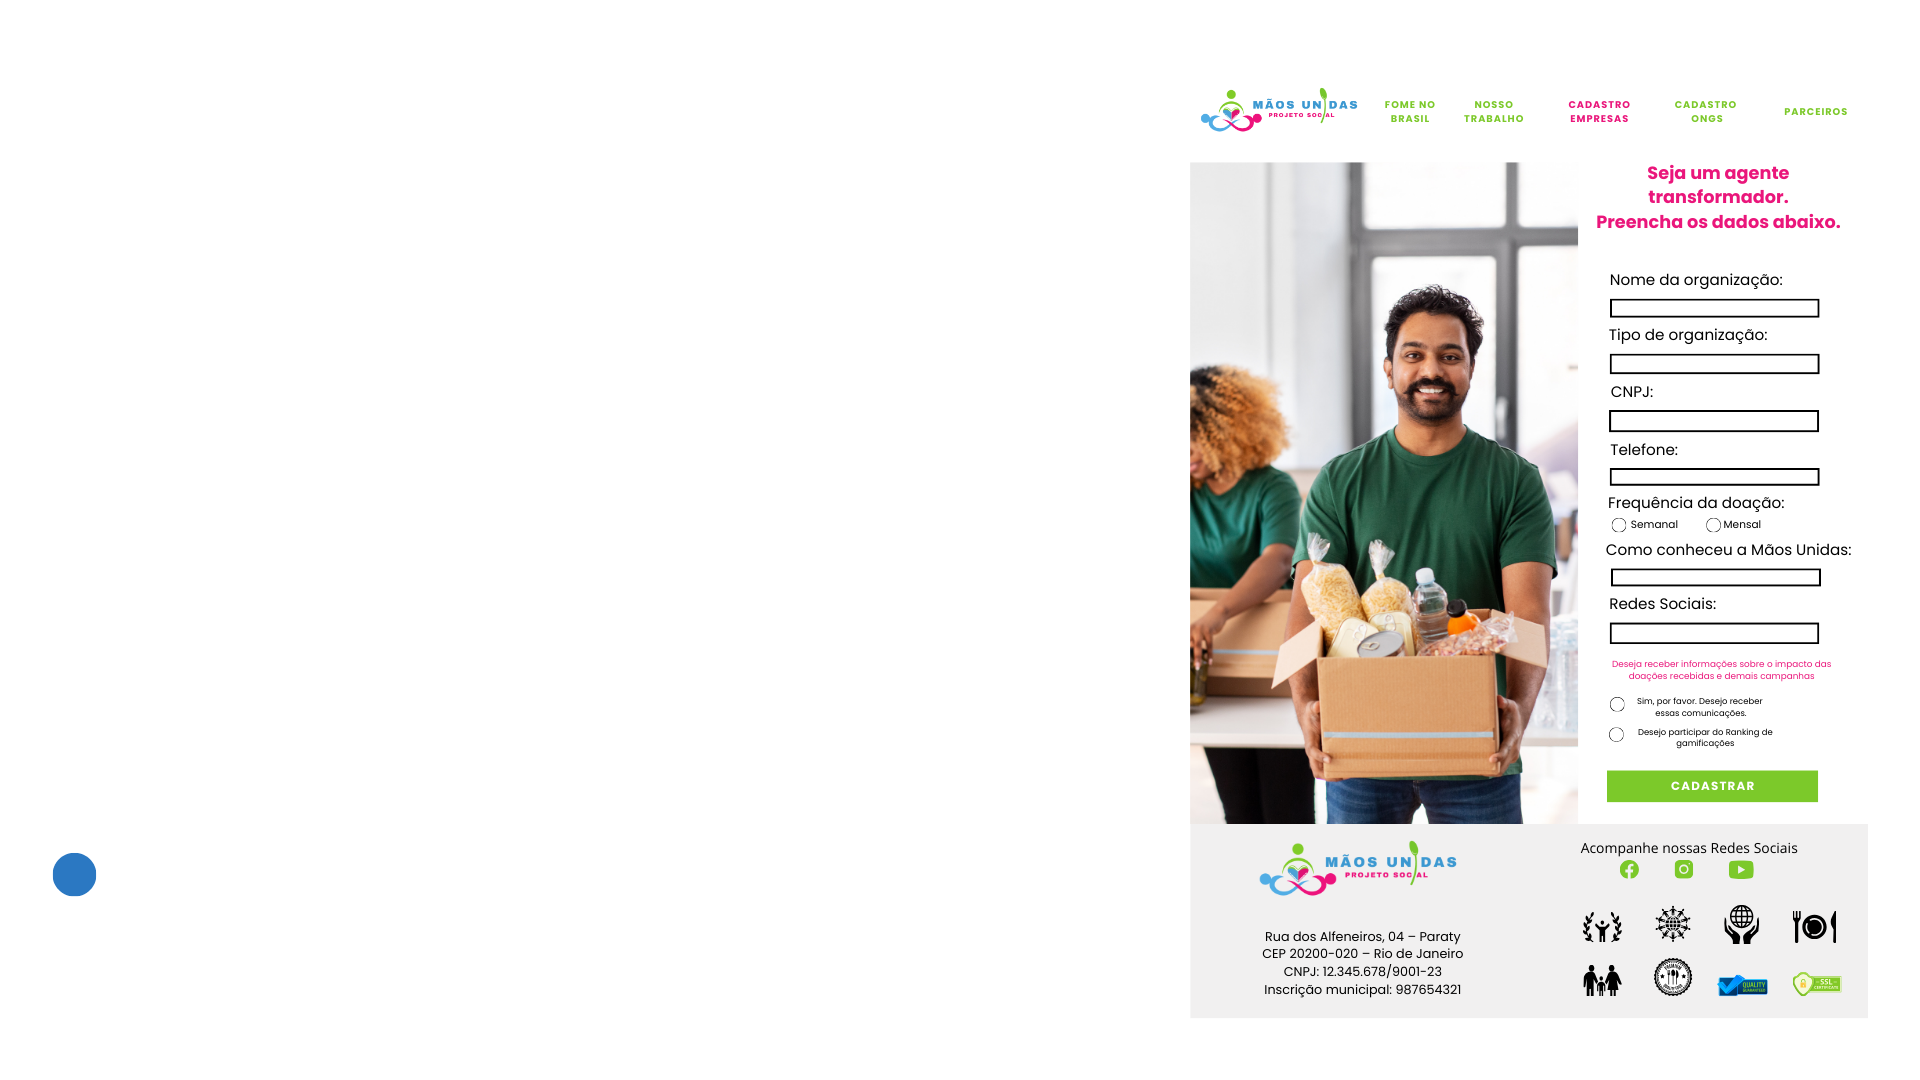 MÃOS UNIDAS
PROJETO SOCIAL
FOME NO
BRASIL
NOSSO
TRABALHO
CADASTRO
EMPRESAS
CADASTRO
ONGS
PARCEIROS
Seja um agente
transformador.
Preencha os dados abaixo.
Nome da organização:
Tipo de organização:
CNPJ:
Telefone:
Frequência da doação:
Semanal
Mensal
Como conheceu a Mãos Unidas:
Redes Sociais:
Deseja receber informações sobre o impacto das
doações recebidas e demais campanhas
Sim, por favor. Desejo receber
essas comunicações.
Desejo participar do Ranking de
gamificações
CADASTRAR
MÃOS UNIDAS
PROJETO SOCIAL
Rua dos Alfeneiros, 04 – Paraty
CEP 20200-020 – Rio de Janeiro
CNPJ: 12.345.678/9001-23
Inscrição municipal: 987654321
Acompanhe nossas Redes Sociais
QUALITY
SSL